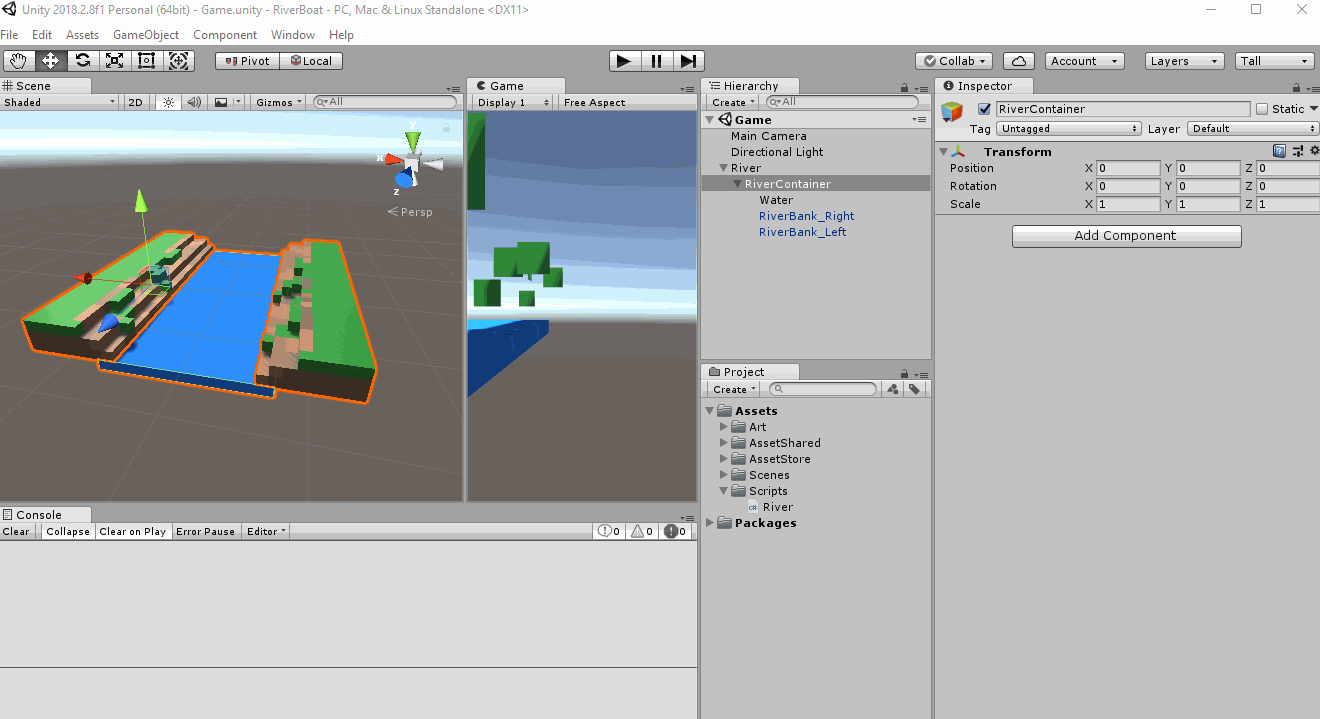 Unity 2018.2.8f1 Personal (64bit) - Game.unity - RiverBoat - PC, Mac & Linux Standalone <DX11>
File Edit Assets GameObject Component Window Help
Pivot Local Collab Account Layers Tall
Scene
Shaded 2D Gizmos All
y
x
z
Persp
Game
Display 1 Free Aspect
Hierarchy
Create All
Game
Main Camera
Directional Light
River
RiverContainer
Water
RiverBank_Right
RiverBank_Left
Project
Create
Assets
Art
AssetShared
AssetStore
Scenes
Scripts
C#
River
Packages
Inspector
RiverContainer Static
Tag Untagged Layer Default
Transform
Position X 0 Y 0 Z 0
Rotation X 0 Y 0 Z 0
Scale X 1 Y 1 Z 1
Add Component
Console
Clear Collapse Clear on Play Error Pause Editor 0 0 0